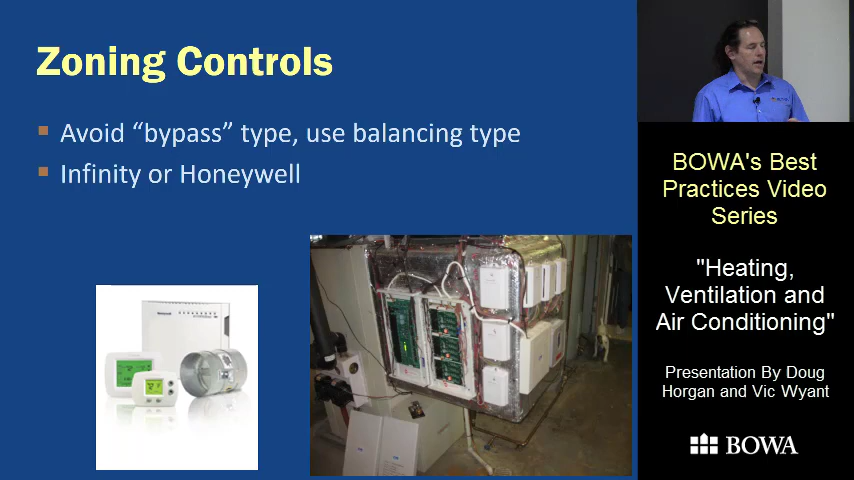 Zoning Controls
Avoid “bypass” type, use balancing type
Infinity or Honeywell
BOWA's Best
Practices Video
Series
"Heating,
Ventilation and
Air Conditioning"
Presentation By Doug
Horgan and Vic Wyant
BOWA